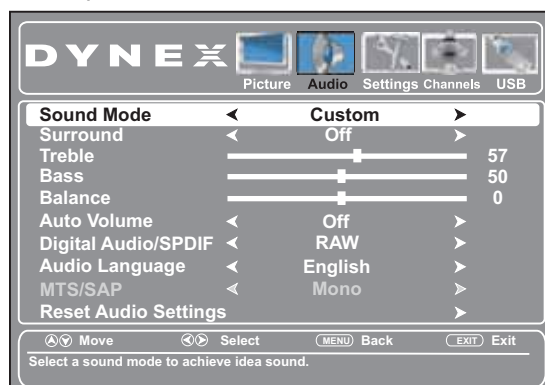 DYNEX
Picture Audio Settings Channels USB
Sound Mode Custom
Surround Off
Treble 57
Bass 50
Balance 0
Auto Volume Off
Digital Audio/SPDIF RAW
Audio Language English
MTS/SAP Mono
Reset Audio Settings
Move Select MENU Back EXIT Exit
Select a sound mode to achieve idea sound.